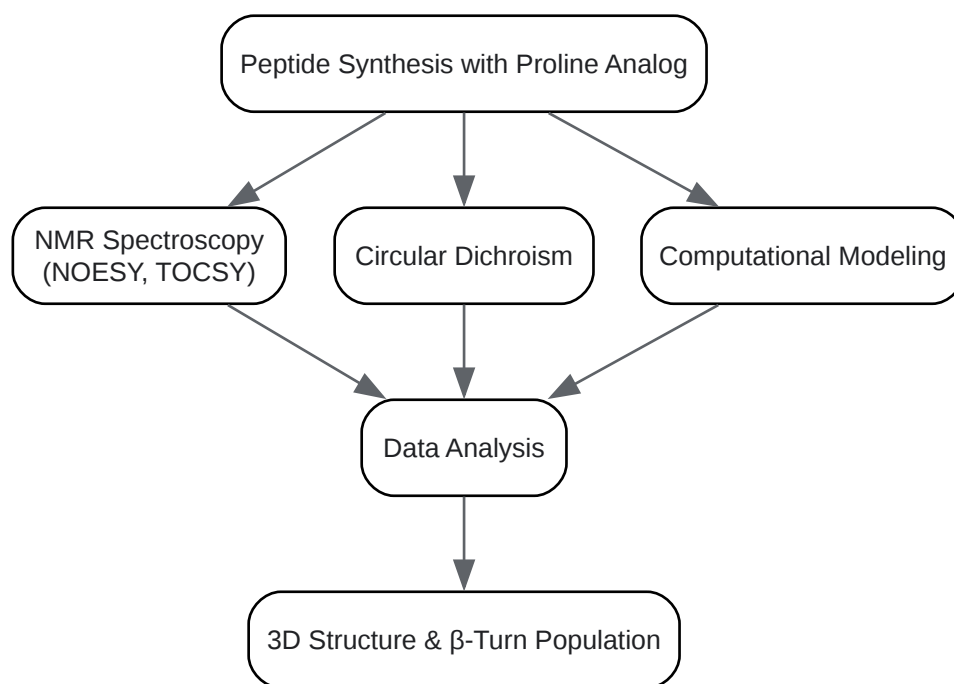 Peptide Synthesis with Proline Analog
NMR Spectroscopy
(NOESY, TOCSY)
Circular Dichroism
Computational Modeling
Data Analysis
3D Structure & β-Turn Population